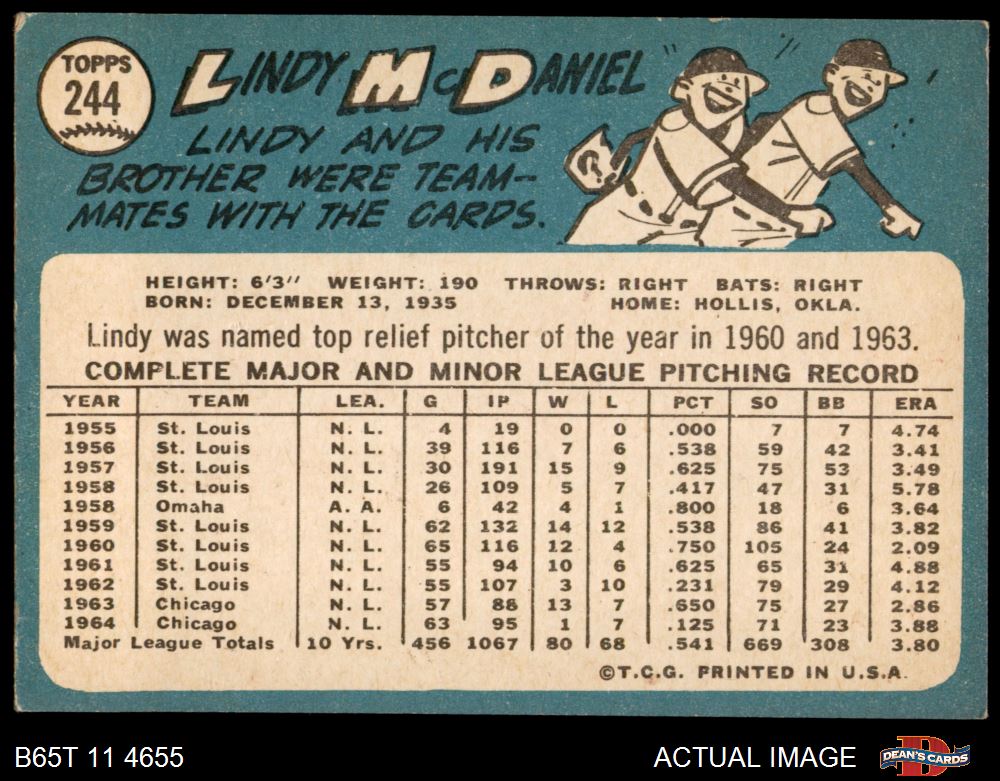 TOPPS
244
LINDY McDANIEL
LINDY AND HIS
BROTHER WERE TEAM-
MATES WITH THE CARDS.
?
HEIGHT: 6'3" WEIGHT: 190 THROWS: RIGHT BATS: RIGHT
BORN: DECEMBER 13, 1935 HOME: HOLLIS, OKLA.
Lindy was named top relief pitcher of the year in 1960 and 1963.
COMPLETE MAJOR AND MINOR LEAGUE PITCHING RECORD
YEAR TEAM LEA. G IP W L PCT SO BB ERA
1955 St. Louis N. L. 4 19 0 0 .000 7 7 4.74
1956 St. Louis N. L. 39 116 7 6 .538 59 42 3.41
1957 St. Louis N. L. 30 191 15 9 .625 75 53 3.49
1958 St. Louis N. L. 26 109 5 7 .417 47 31 5.78
1958 Omaha A. A. 6 42 4 1 .800 18 6 3.64
1959 St. Louis N. L. 62 132 14 12 .538 86 41 3.82
1960 St. Louis N. L. 65 116 12 4 .750 105 24 2.09
1961 St. Louis N. L. 55 94 10 6 .625 65 31 4.88
1962 St. Louis N. L. 55 107 3 10 .231 79 29 4.12
1963 Chicago N. L. 57 88 13 7 .650 75 27 2.86
1964 Chicago N. L. 63 95 1 7 .125 71 23 3.88
Major League Totals 10 Yrs. 456 1067 80 68 .541 669 308 3.80
©T.C.G. PRINTED IN U.S.A.
B65T 11 4655 ACTUAL IMAGE DEAN'S CARDS